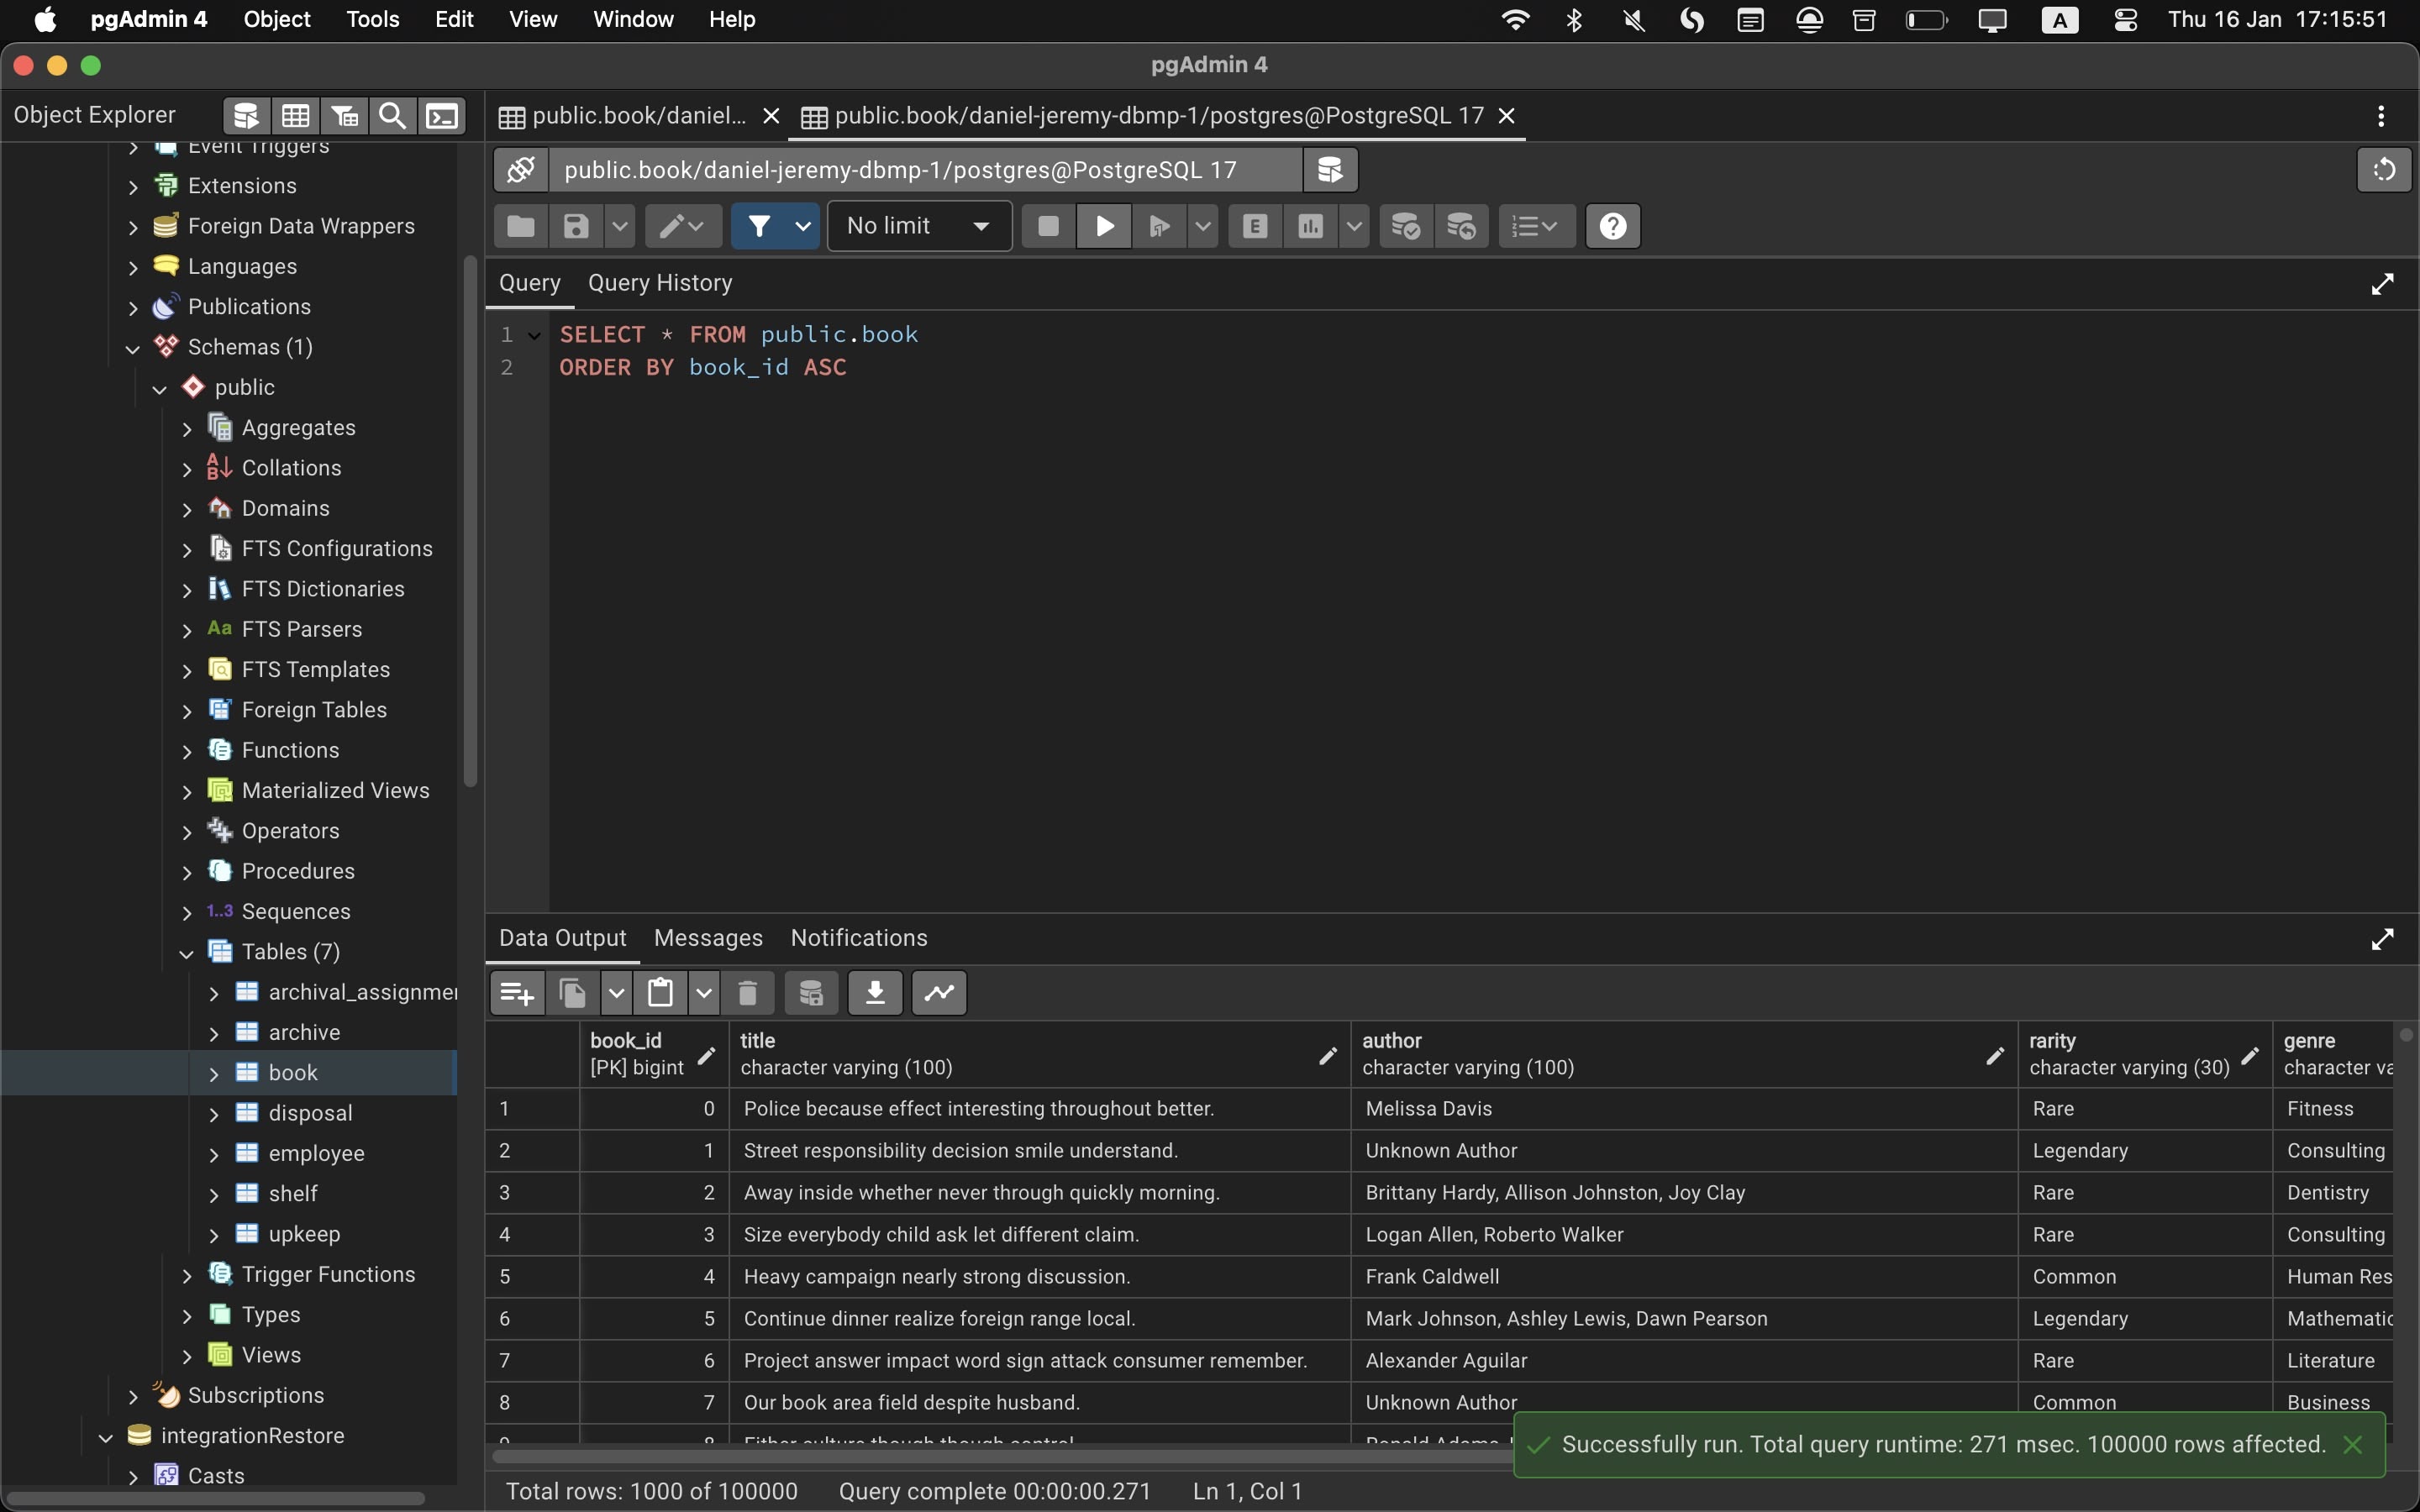 pgAdmin 4 Object Tools Edit View Window Help A Thu 16 Jan 17:15:51
pgAdmin 4
Object Explorer
public.book/daniel... public.book/daniel-jeremy-dbmp-1/postgres@PostgreSQL 17
public.book/daniel-jeremy-dbmp-1/postgres@PostgreSQL 17
No limit
E
Query Query History
1 SELECT * FROM public.book
2 ORDER BY book_id ASC
Event Triggers
Extensions
Foreign Data Wrappers
Languages
Publications
Schemas (1)
public
Aggregates
Collations
Domains
FTS Configurations
FTS Dictionaries
Aa FTS Parsers
FTS Templates
Foreign Tables
Functions
Materialized Views
Operators
Procedures
1..3 Sequences
Tables (7)
archival_assignme
archive
book
disposal
employee
shelf
upkeep
Trigger Functions
Types
Views
Subscriptions
integrationRestore
Casts
Data Output Messages Notifications
book_id title author rarity genre
[PK] bigint character varying (100) character varying (100) character varying (30) character va
1 0 Police because effect interesting throughout better. Melissa Davis Rare Fitness
2 1 Street responsibility decision smile understand. Unknown Author Legendary Consulting
3 2 Away inside whether never through quickly morning. Brittany Hardy, Allison Johnston, Joy Clay Rare Dentistry
4 3 Size everybody child ask let different claim. Logan Allen, Roberto Walker Rare Consulting
5 4 Heavy campaign nearly strong discussion. Frank Caldwell Common Human Res
6 5 Continue dinner realize foreign range local. Mark Johnson, Ashley Lewis, Dawn Pearson Legendary Mathematic
7 6 Project answer impact word sign attack consumer remember. Alexander Aguilar Rare Literature
8 7 Our book area field despite husband. Unknown Author Common Business
Successfully run. Total query runtime: 271 msec. 100000 rows affected.
Total rows: 1000 of 100000 Query complete 00:00:00.271 Ln 1, Col 1